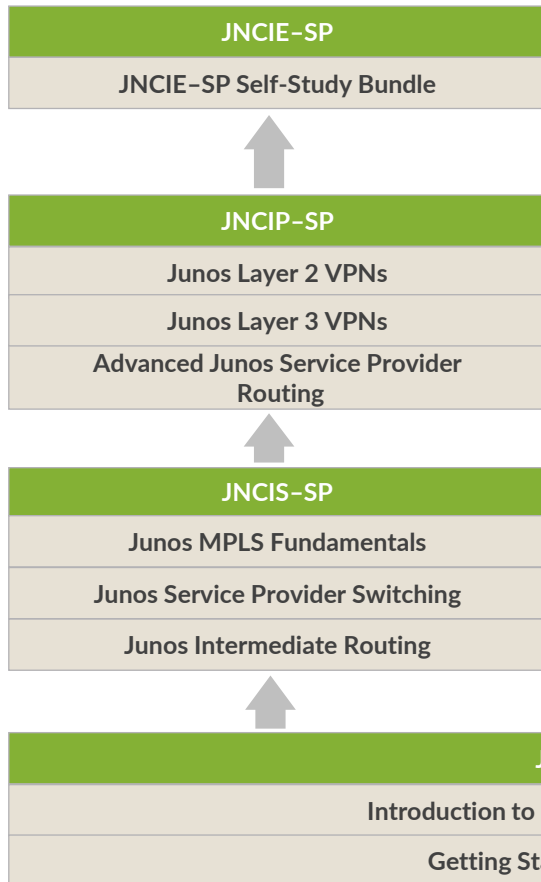 JNCIE–SP
JNCIE–SP Self-Study Bundle
JNCIP–SP
Junos Layer 2 VPNs
Junos Layer 3 VPNs
Advanced Junos Service Provider
Routing
JNCIS–SP
Junos MPLS Fundamentals
Junos Service Provider Switching
Junos Intermediate Routing
Introduction to
Getting